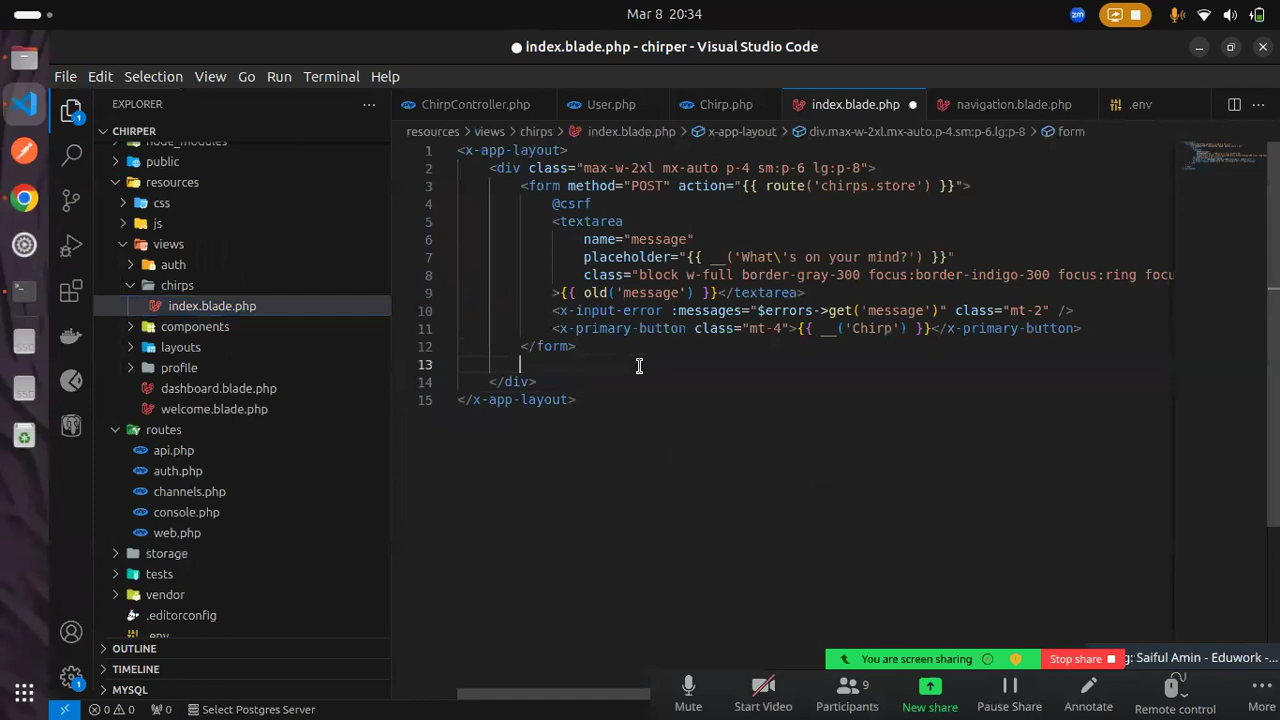 Mar 8 20:34
zm
index.blade.php - chirper - Visual Studio Code
File Edit Selection View Go Run Terminal Help
EXPLORER
ChirpController.php User.php Chirp.php index.blade.php navigation.blade.php .env
CHIRPER
resources > views > chirps > index.blade.php > x-app-layout > div.max-w-2xl.mx-auto.p-4.sm:p-6.lg:p-8 > form
node_modules
public
resources
css
js
views
auth
chirps
index.blade.php
components
layouts
profile
dashboard.blade.php
welcome.blade.php
routes
api.php
auth.php
channels.php
console.php
web.php
storage
tests
vendor
.editorconfig
.env
OUTLINE
TIMELINE
MYSQL
1 <x-app-layout>
2 <div class="max-w-2xl mx-auto p-4 sm:p-6 lg:p-8">
3 <form method="POST" action="{{ route('chirps.store') }}">
4 @csrf
5 <textarea
6 name="message"
7 placeholder="{{ __('What\'s on your mind?') }}"
8 class="block w-full border-gray-300 focus:border-indigo-300 focus:ring focu
9 >{{ old('message') }}</textarea>
10 <x-input-error :messages="$errors->get('message')" class="mt-2" />
11 <x-primary-button class="mt-4">{{ __('Chirp') }}</x-primary-button>
12 </form>
13
14 </div>
15 </x-app-layout>
1
1
You are screen sharing Stop share
g: Saiful Amin - Eduwork -...
Mute Start Video Participants 9 New share Pause Share Annotate Remote control More
0 0 0 Select Postgres Server